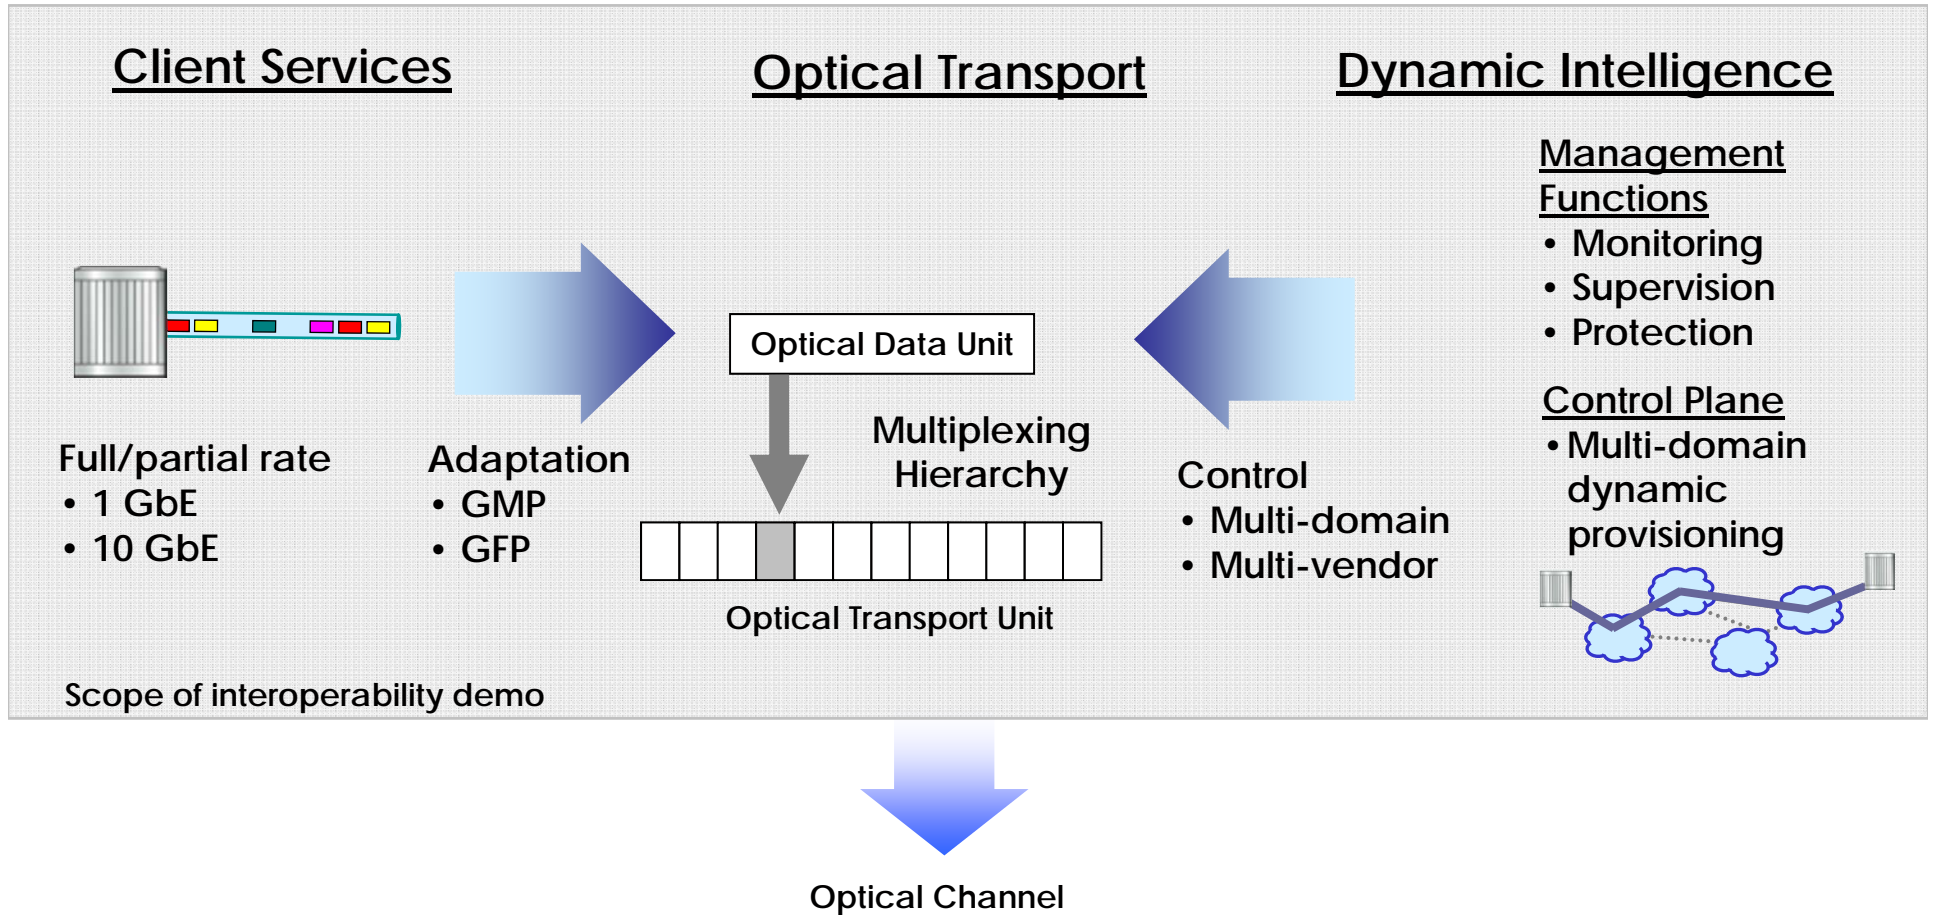 Client Services
Optical Transport
Dynamic Intelligence
Full/partial rate
• 1 GbE
• 10 GbE
Adaptation
• GMP
• GFP
Optical Data Unit
Multiplexing
Hierarchy
Optical Transport Unit
Control
• Multi-domain
• Multi-vendor
Management
Functions
• Monitoring
• Supervision
• Protection
Control Plane
• Multi-domain
dynamic
provisioning
Scope of interoperability demo
Optical Channel